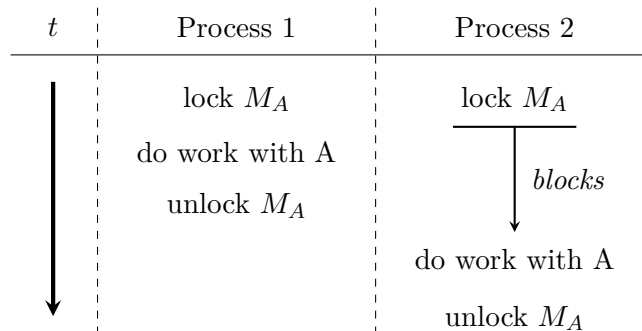 t Process 1 Process 2
lock M_A lock M_A
do work with A
blocks
unlock M_A
do work with A
unlock M_A